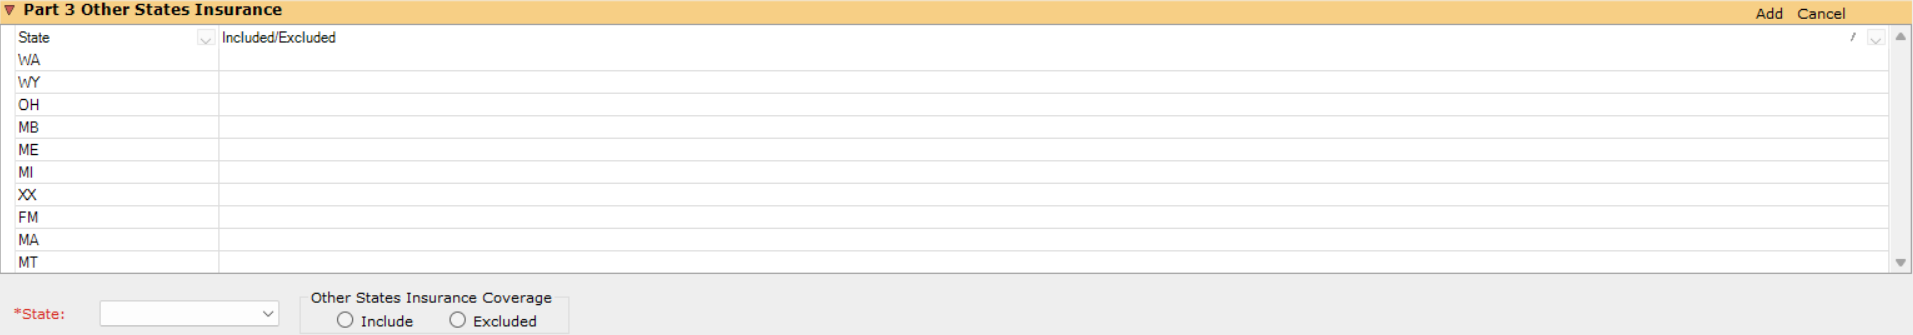 Part 3 Other States Insurance
Add Cancel
State Included/Excluded
WA
WY
OH
MB
ME
MI
XX
FM
MA
MT
Other States Insurance Coverage
*State: Include Excluded